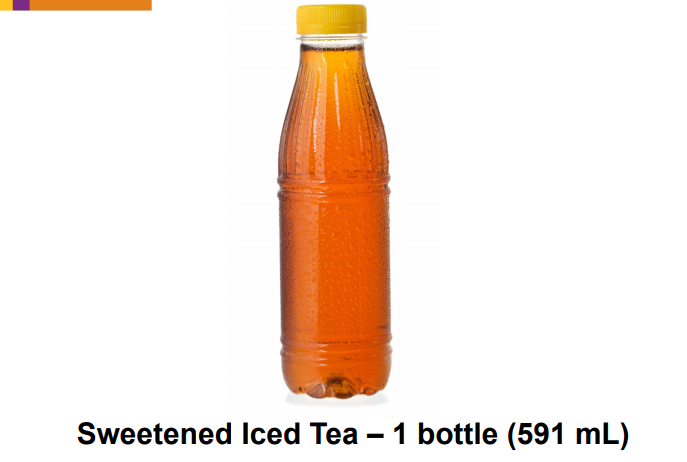 Sweetened Iced Tea – 1 bottle (591 mL)